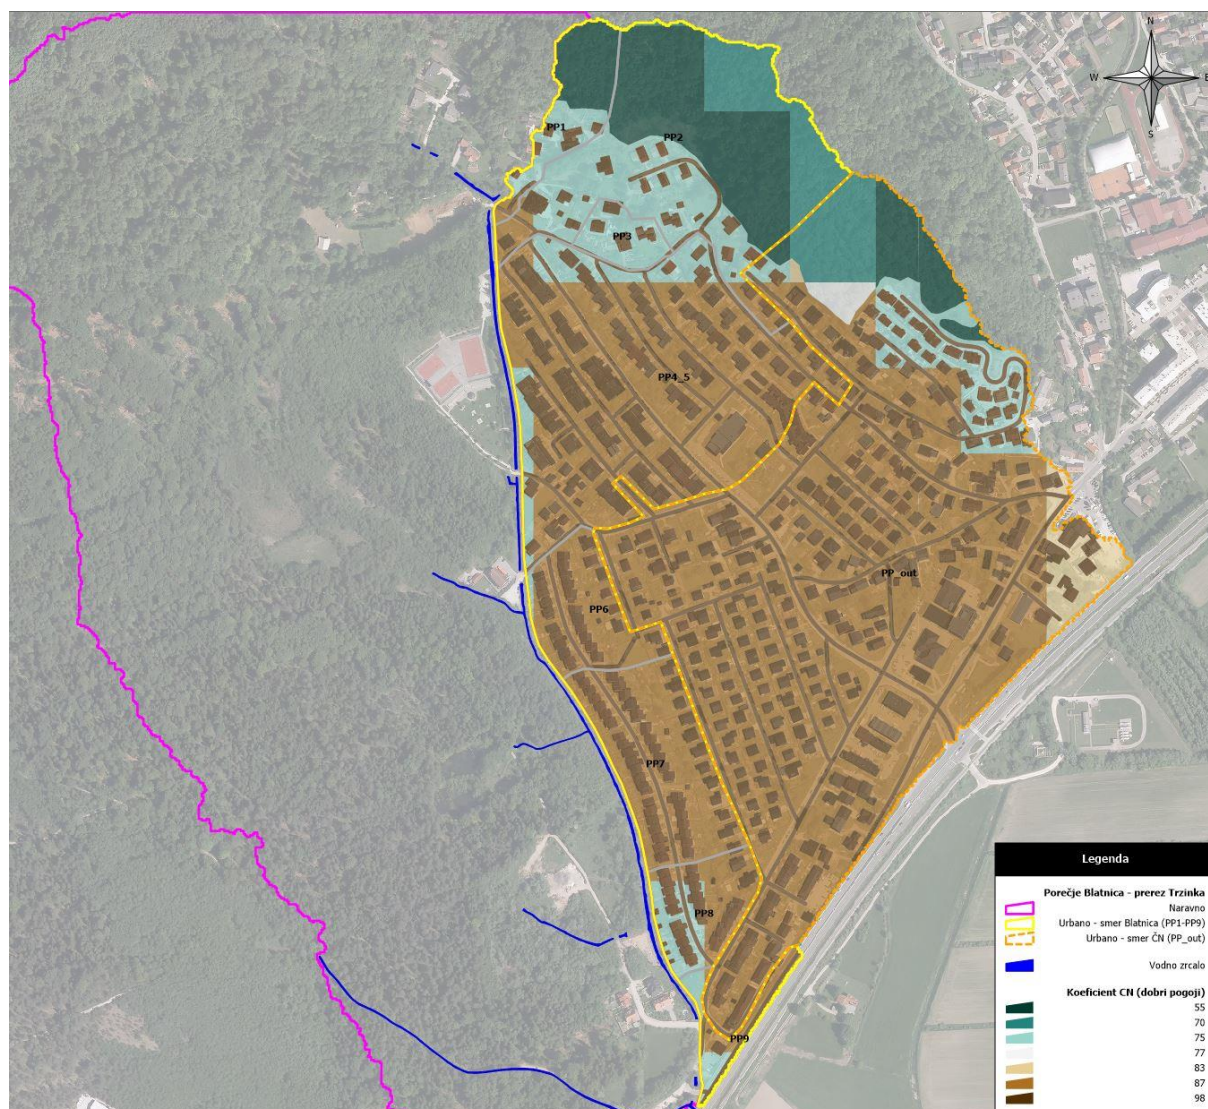 N
W
E
S
PP1
PP2
PP3
PP4_5
PP_out
PP6
PP7
PP8
PP9
Legenda
Porečje Blatnica - prerez Trzinka
Naravno
Urbano - smer Blatnica (PP1-PP9)
Urbano - smer ČN (PP_out)
Vodno zrcalo
Koeficient CN (dobri pogoji)
55
70
75
77
83
87
98